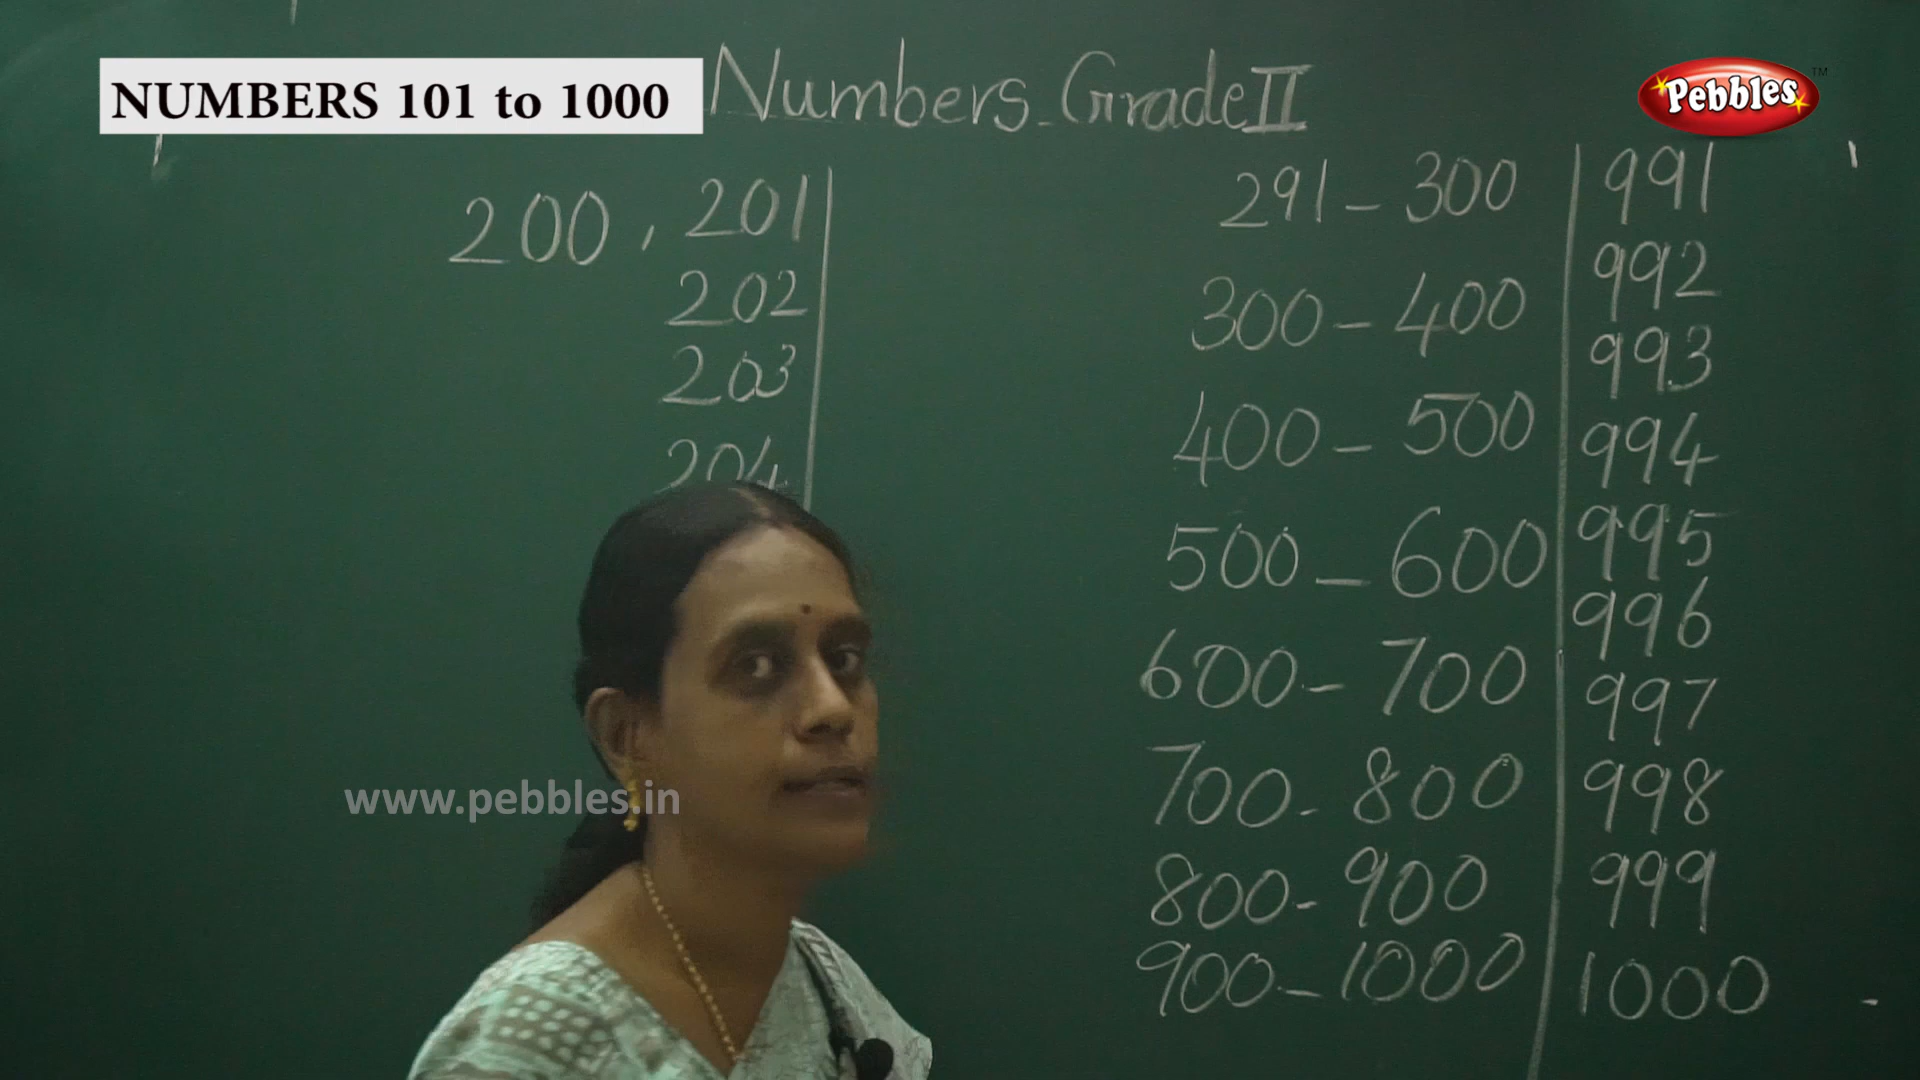 NUMBERS 101 to 1000
Numbers - Grade II
Pebbles™
200, 201
202
203
204
291 - 300
300 - 400
400 - 500
500 - 600
600 - 700
700 - 800
800 - 900
900 - 1000
991
992
993
994
995
996
997
998
999
1000
www.pebbles.in